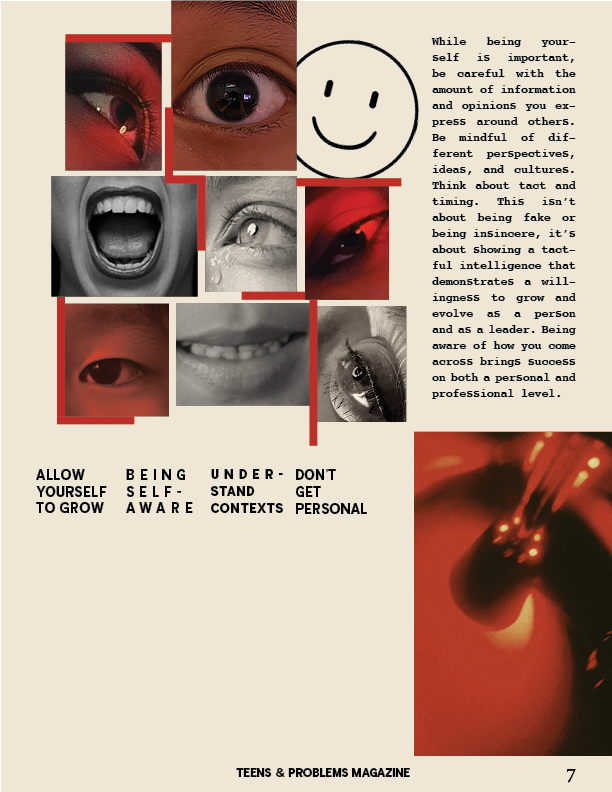 While being your-
self is important,
be careful with the
amount of information
and opinions you ex-
press around others.
Be mindful of dif-
ferent perspectives,
ideas, and cultures.
Think about tact and
timing. This isn't
about being fake or
being insincere, it's
about showing a tact-
ful intelligence that
demonstrates a will-
ingness to grow and
evolve as a person
and as a leader. Being
aware of how you come
across brings success
on both a personal and
professional level.
ALLOW
YOURSELF
TO GROW
BEING
SELF-
AWARE
UNDER-
STAND
CONTEXTS
DON'T
GET
PERSONAL
TEENS & PROBLEMS MAGAZINE
7